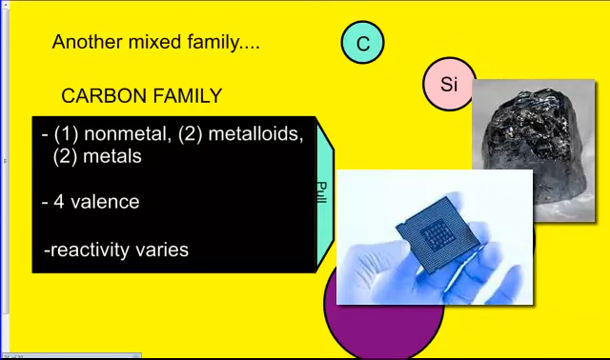 Another mixed family....
C
Si
CARBON FAMILY
- (1) nonmetal, (2) metalloids,
(2) metals
- 4 valence
-reactivity varies
Pull